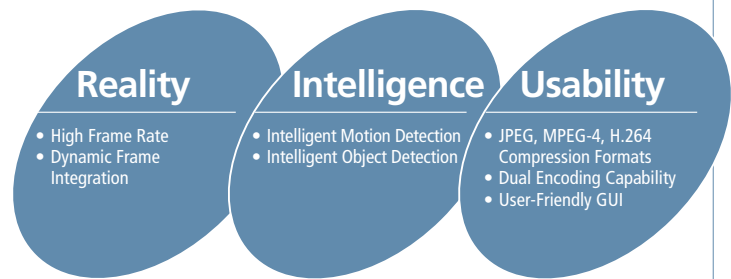 Reality
• High Frame Rate
• Dynamic Frame
Integration
Intelligence
• Intelligent Motion Detection
• Intelligent Object Detection
Usability
• JPEG, MPEG-4, H.264
Compression Formats
• Dual Encoding Capability
• User-Friendly GUI